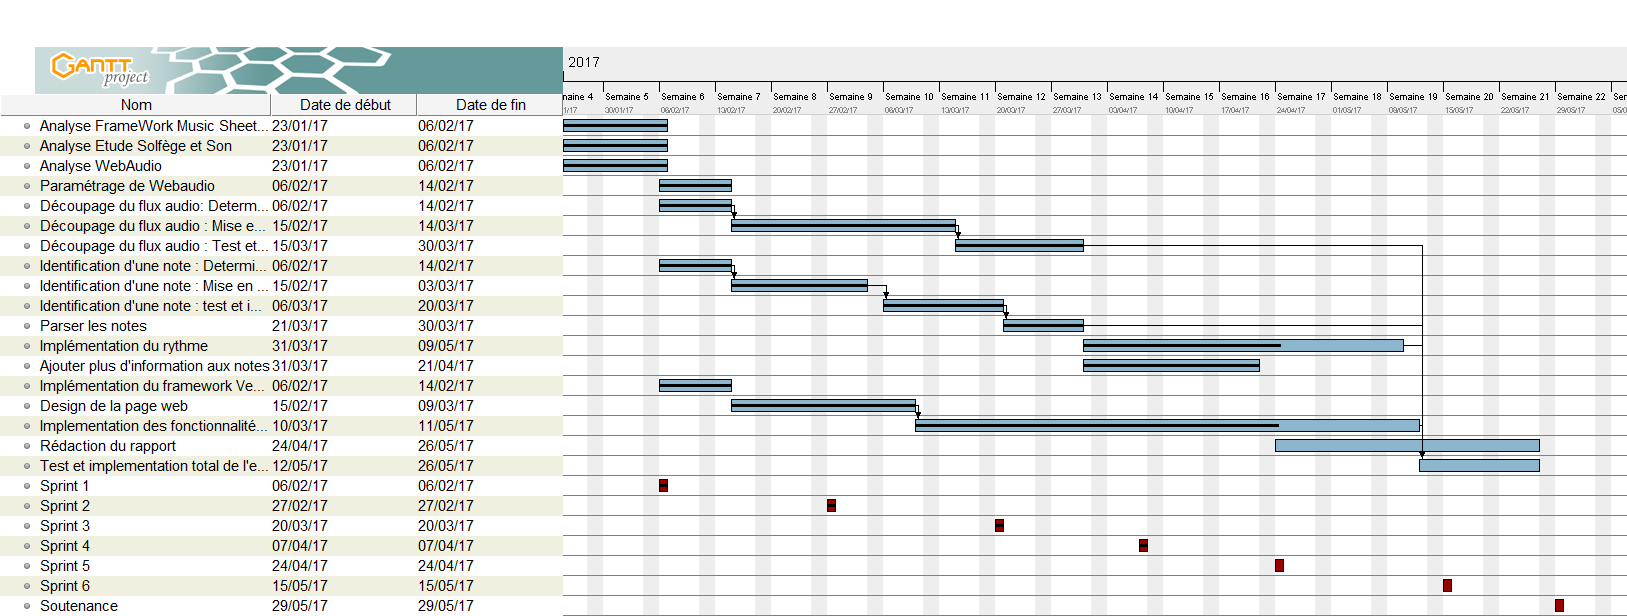 2017
GANTT
project
naine 4 Semaine 5 Semaine 6 Semaine 7 Semaine 8 Semaine 9 Semaine 10 Semaine 11 Semaine 12 Semaine 13 Semaine 14 Semaine 15 Semaine 16 Semaine 17 Semaine 18 Semaine 19 Semaine 20 Semaine 21 Semaine 22 Ser
Nom Date de début Date de fin
1/17 30/01/17 06/02/17 13/02/17 20/02/17 27/02/17 06/03/17 13/03/17 20/03/17 27/03/17 03/04/17 10/04/17 17/04/17 24/04/17 01/05/17 08/05/17 15/05/17 22/05/17 29/05/17 05/0
Analyse FrameWork Music Sheet... 23/01/17 06/02/17
Analyse Etude Solfège et Son 23/01/17 06/02/17
Analyse WebAudio 23/01/17 06/02/17
Paramétrage de Webaudio 06/02/17 14/02/17
Découpage du flux audio: Determ... 06/02/17 14/02/17
Découpage du flux audio : Mise e... 15/02/17 14/03/17
Découpage du flux audio : Test et... 15/03/17 30/03/17
Identification d'une note : Determi... 06/02/17 14/02/17
Identification d'une note : Mise en ... 15/02/17 03/03/17
Identification d'une note : test et i... 06/03/17 20/03/17
Parser les notes 21/03/17 30/03/17
Implémentation du rythme 31/03/17 09/05/17
Ajouter plus d'information aux notes 31/03/17 21/04/17
Implémentation du framework Ve... 06/02/17 14/02/17
Design de la page web 15/02/17 09/03/17
Implementation des fonctionnalité... 10/03/17 11/05/17
Rédaction du rapport 24/04/17 26/05/17
Test et implementation total de l'e... 12/05/17 26/05/17
Sprint 1 06/02/17 06/02/17
Sprint 2 27/02/17 27/02/17
Sprint 3 20/03/17 20/03/17
Sprint 4 07/04/17 07/04/17
Sprint 5 24/04/17 24/04/17
Sprint 6 15/05/17 15/05/17
Soutenance 29/05/17 29/05/17